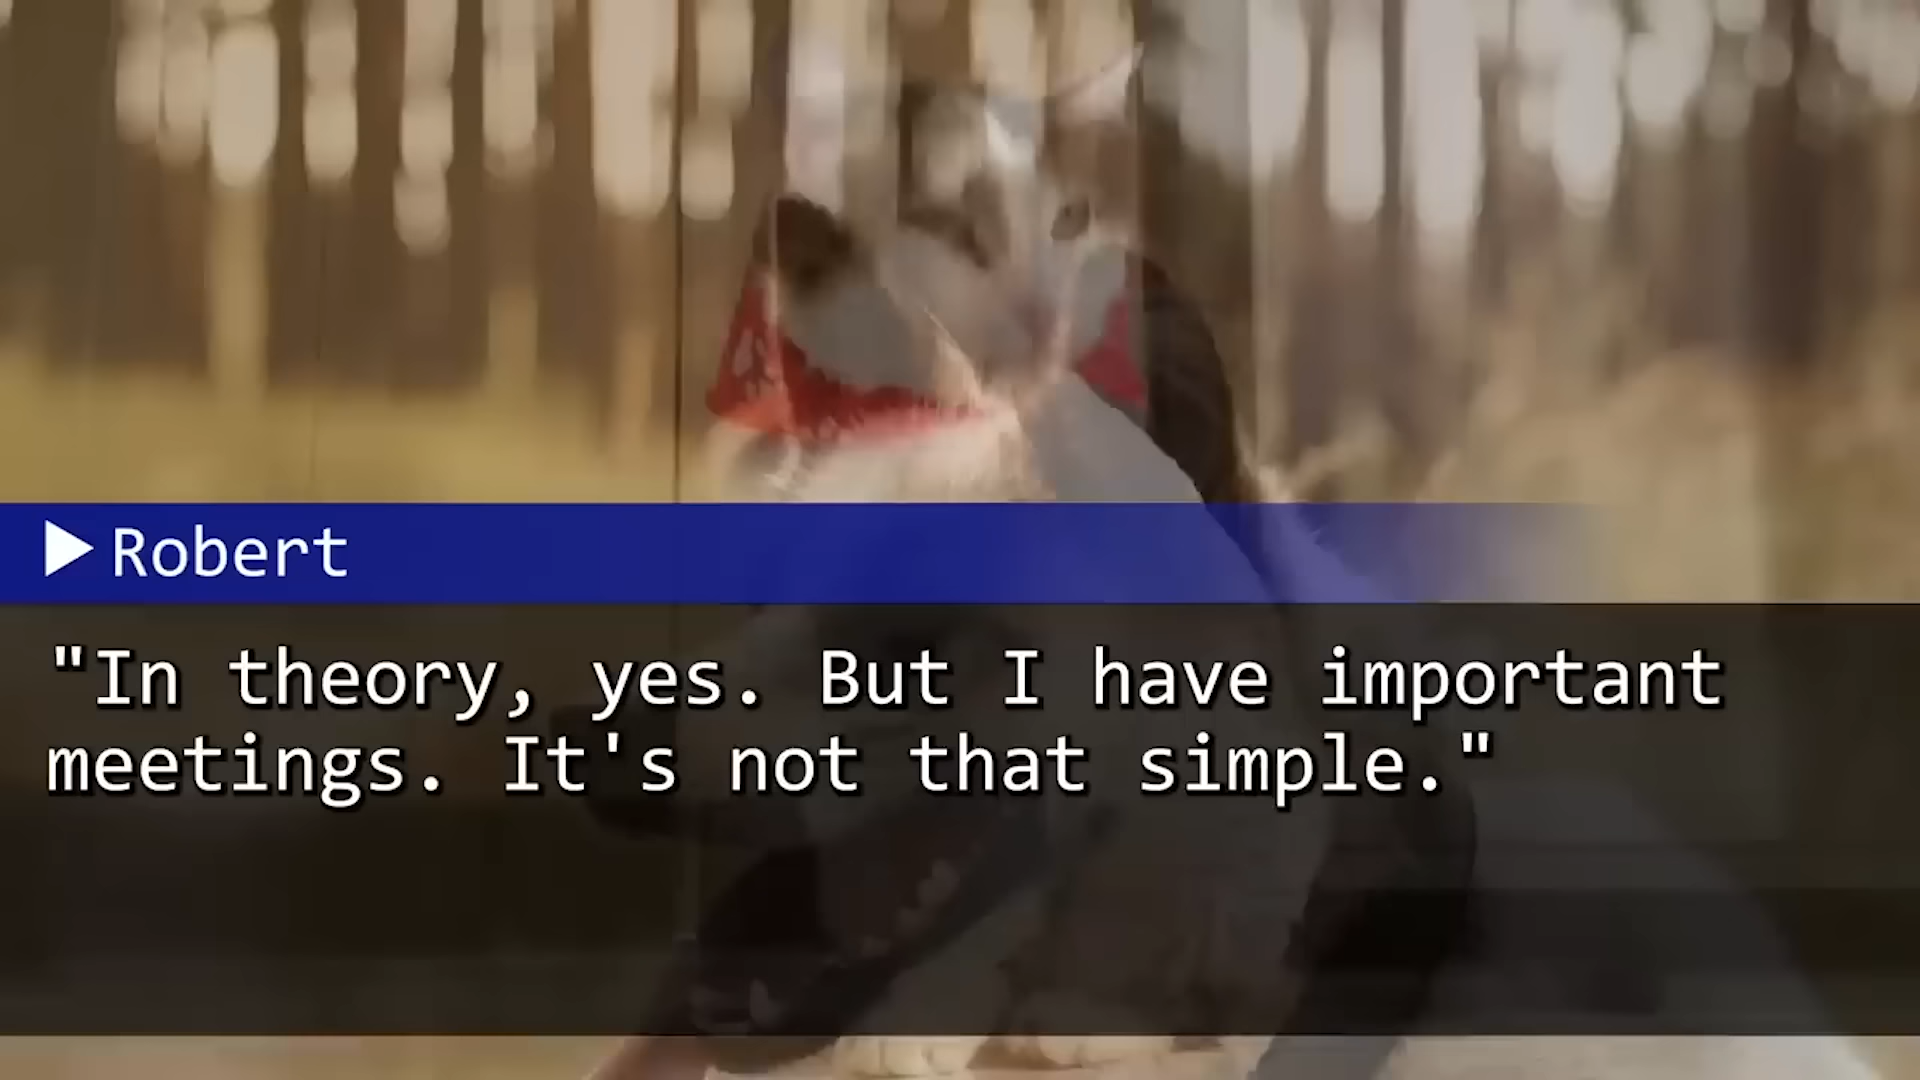 Robert
"In theory, yes. But I have important
meetings. It's not that simple."